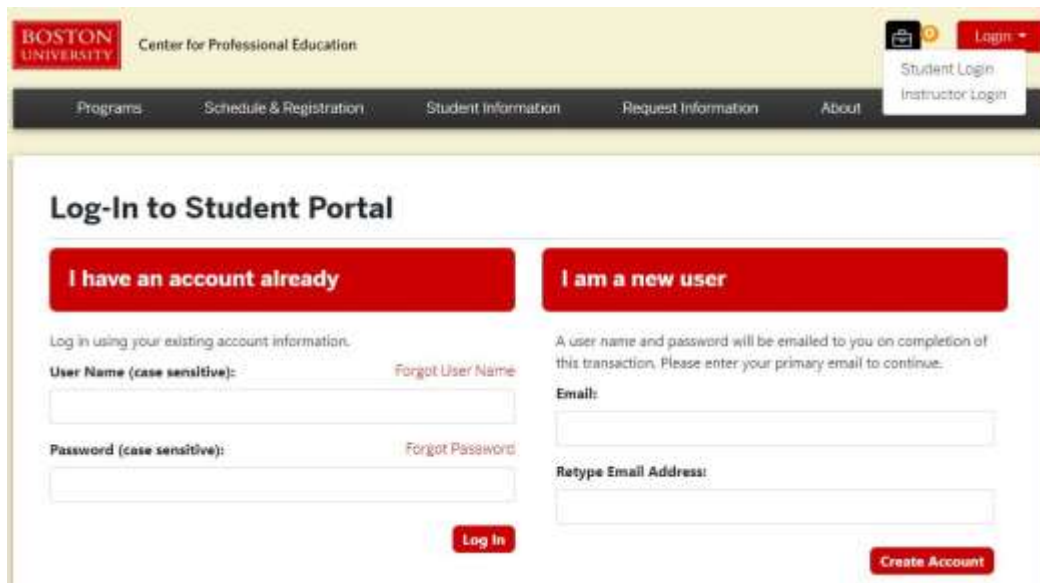 BOSTON
UNIVERSITY
Center for Professional Education
0
Login
Student Login
Instructor Login
Programs Schedule & Registration Student Information Request Information About
Log-In to Student Portal
I have an account already
Log in using your existing account information.
User Name (case sensitive): Forgot User Name
Password (case sensitive): Forgot Password
Log In
I am a new user
A user name and password will be emailed to you on completion of
this transaction. Please enter your primary email to continue.
Email:
Retype Email Address:
Create Account